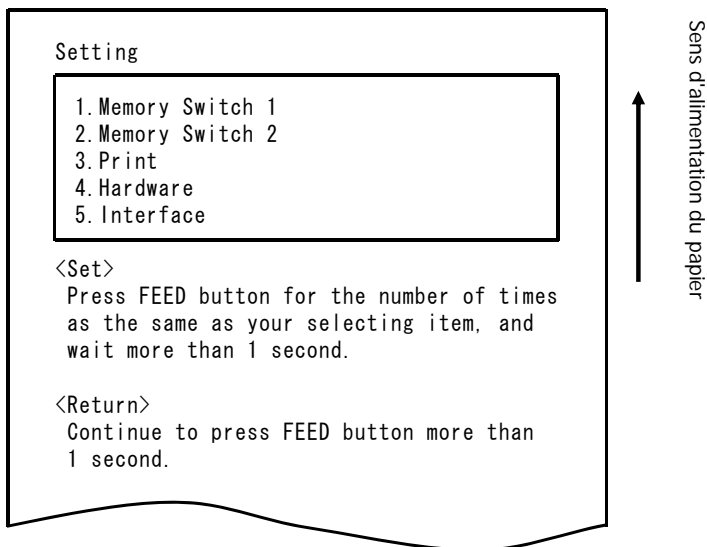 Setting
1.Memory Switch 1
2.Memory Switch 2
3.Print
4.Hardware
5.Interface
<Set>
Press FEED button for the number of times
as the same as your selecting item, and
wait more than 1 second.
<Return>
Continue to press FEED button more than
1 second.
Sens d'alimentation du papier